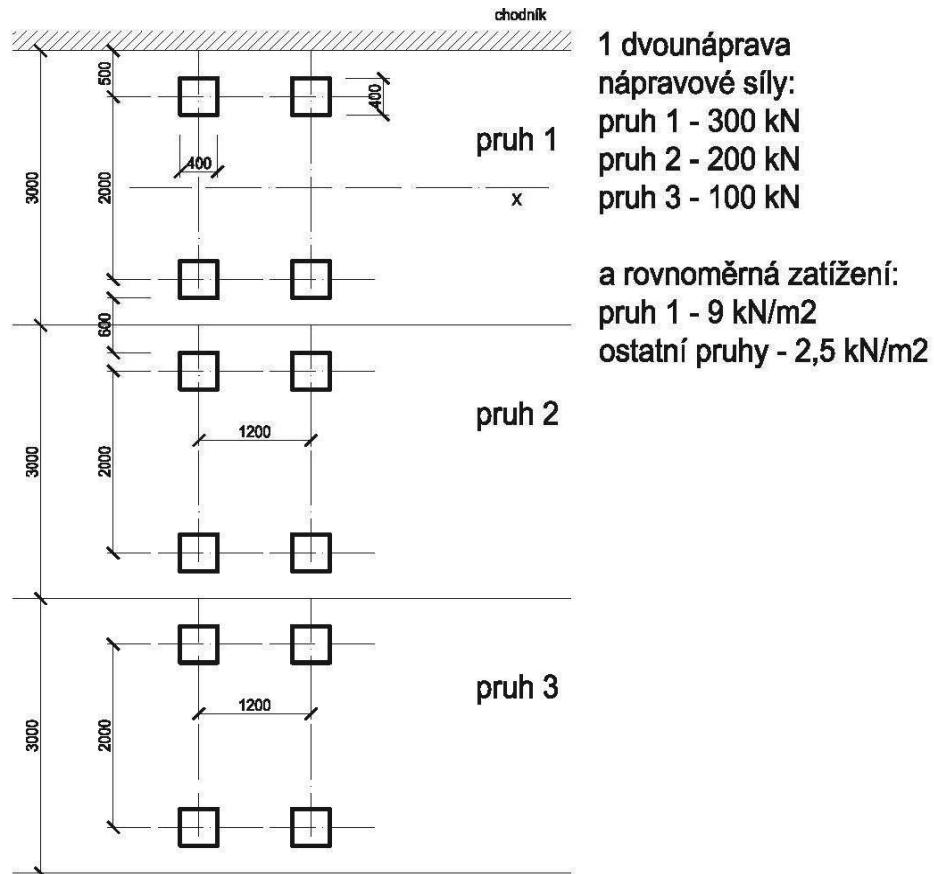 chodník
1 dvounáprava
nápravové síly:
pruh 1 - 300 kN
pruh 2 - 200 kN
pruh 3 - 100 kN
a rovnoměrná zatížení:
pruh 1 - 9 kN/m2
ostatní pruhy - 2,5 kN/m2
500
400
pruh 1
400
3000
2000
x
600
pruh 2
1200
3000
2000
pruh 3
1200
3000
2000